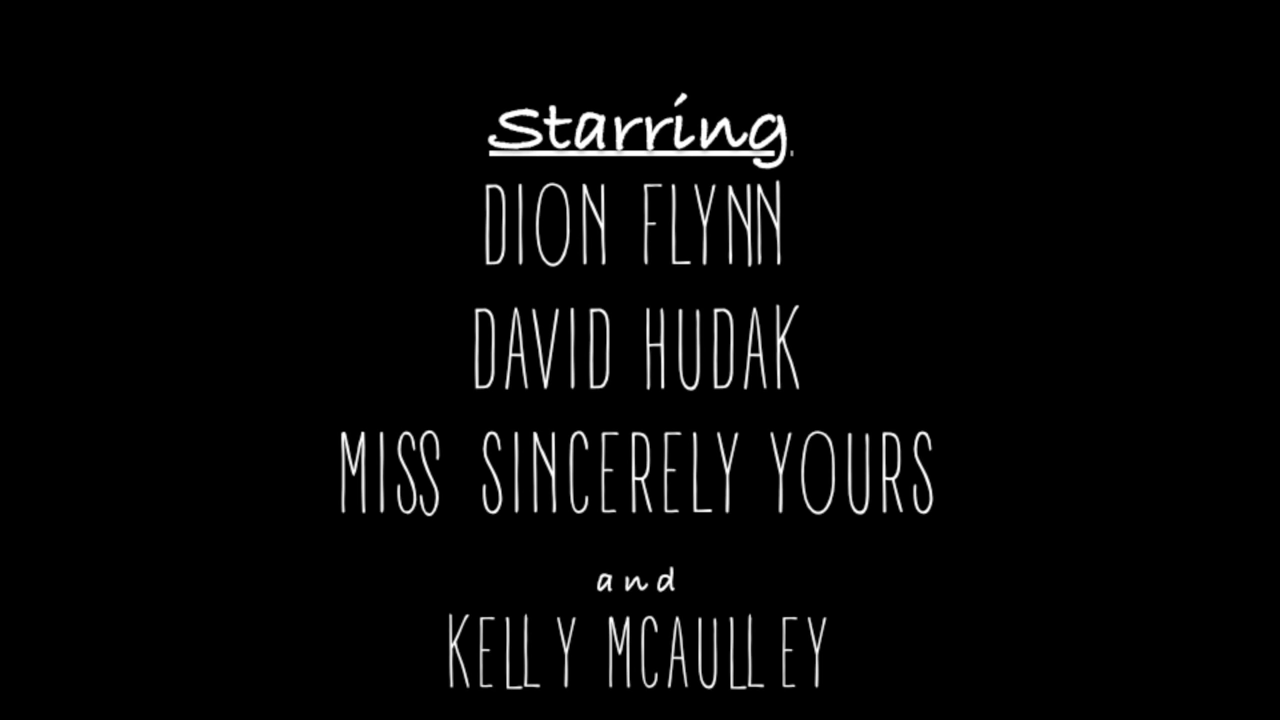 Starring
DION FLYNN
DAVID HUDAK
MISS SINCERELY YOURS
and
KELLY MCAULLEY